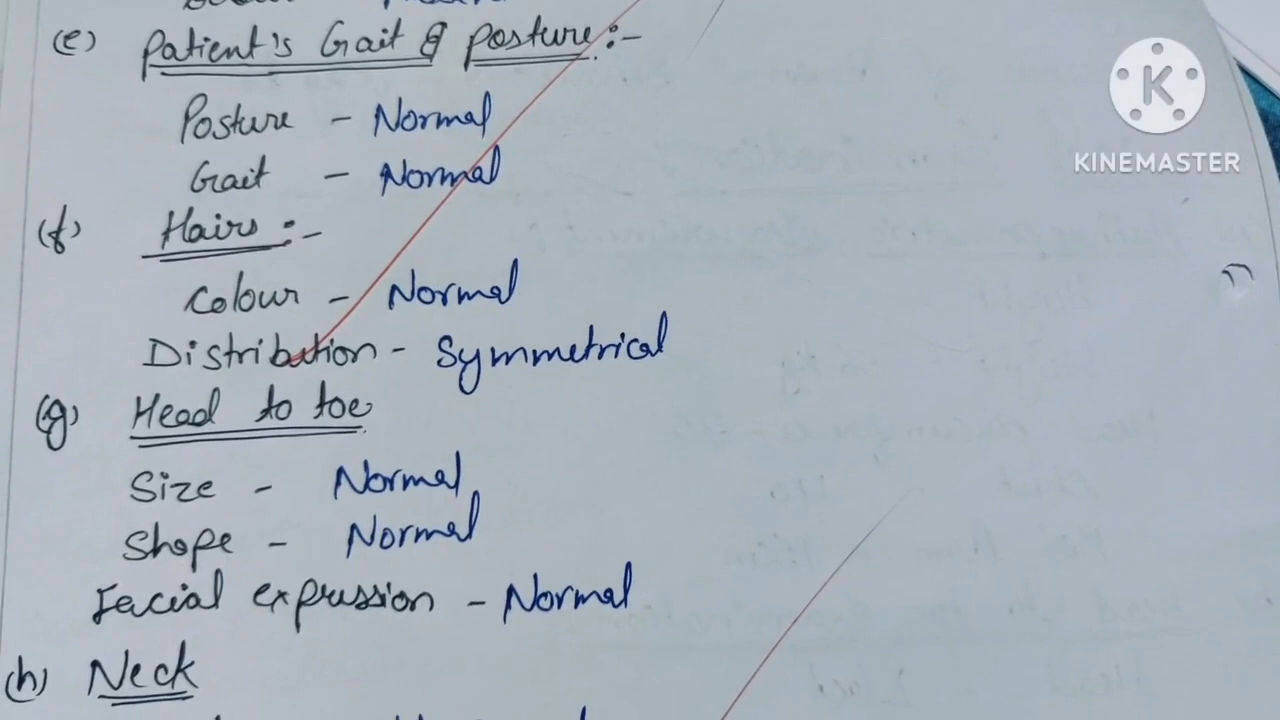 (e) Patient's Gait & posture:-
Posture - Normal
Gait - Normal
(f) Hairs:-
Colour - Normal
Distribution - Symmetrical
(g) Head to toe
Size - Normal
Shape - Normal
Facial expression - Normal
(h) Neck
KINEMASTER